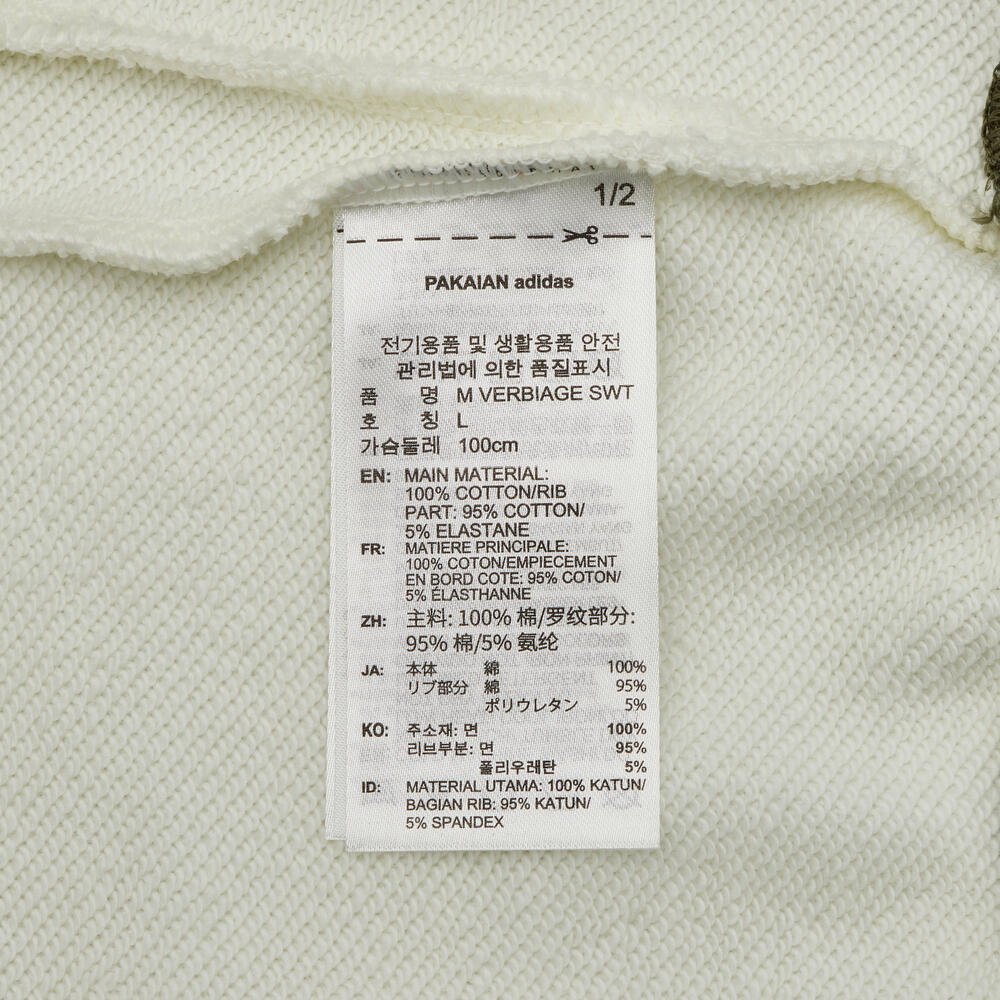 1/2
PAKAIAN adidas
전기용품 및 생활용품 안전
관리법에 의한 품질표시
품 명 M VERBIAGE SWT
호 칭 L
가슴둘레 100cm
EN: MAIN MATERIAL:
100% COTTON/RIB
PART: 95% COTTON/
5% ELASTANE
FR: MATIERE PRINCIPALE:
100% COTON/EMPIECEMENT
EN BORD COTE: 95% COTON/
5% ÉLASTHANNE
ZH: 主料: 100% 棉/罗纹部分:
95% 棉/5% 氨纶
JA: 本体 綿 100%
リブ部分 綿 95%
ポリウレタン 5%
KO: 주소재: 면 100%
리브부분: 면 95%
폴리우레탄 5%
ID: MATERIAL UTAMA: 100% KATUN/
BAGIAN RIB: 95% KATUN/
5% SPANDEX